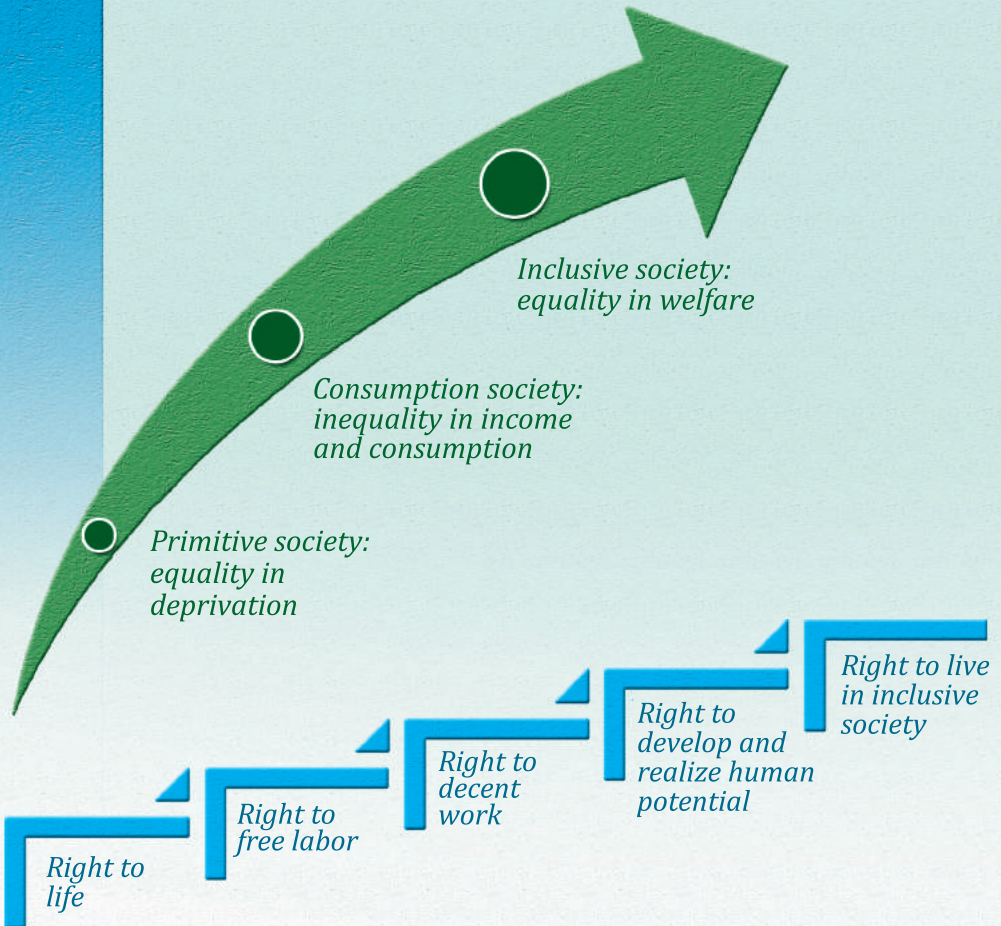 Inclusive society:
equality in welfare
Consumption society:
inequality in income
and consumption
Primitive society:
equality in
deprivation
Right to live
in inclusive
society
Right to
develop and
realize human
potential
Right to
decent
work
Right to
free labor
Right to
life